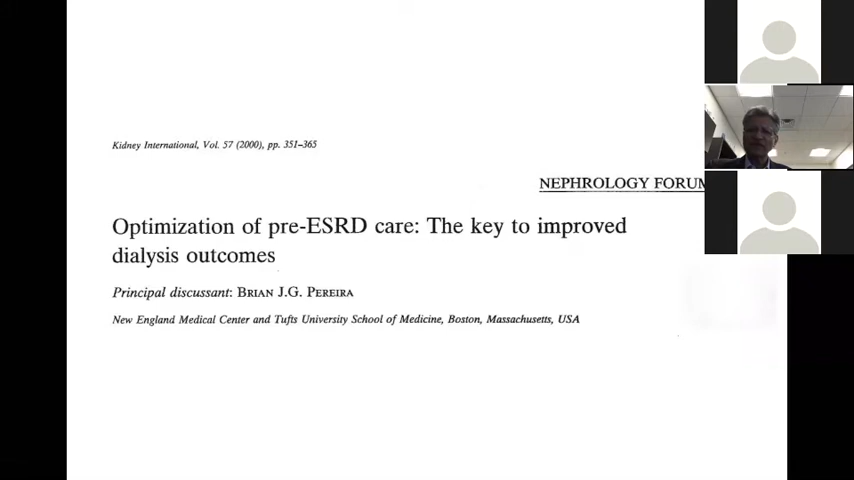 Kidney International, Vol. 57 (2000), pp. 351–365
NEPHROLOGY FORUM
Optimization of pre-ESRD care: The key to improved
dialysis outcomes
Principal discussant: BRIAN J.G. PEREIRA
New England Medical Center and Tufts University School of Medicine, Boston, Massachusetts, USA